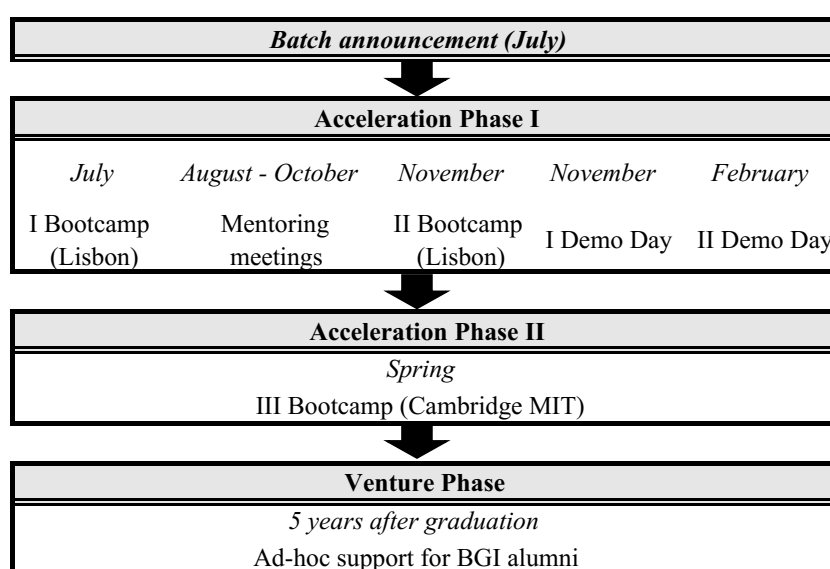 Batch announcement (July)
Acceleration Phase I
July August - October November November February
I Bootcamp Mentoring II Bootcamp I Demo Day II Demo Day
(Lisbon) meetings (Lisbon)
Acceleration Phase II
Spring
III Bootcamp (Cambridge MIT)
Venture Phase
5 years after graduation
Ad-hoc support for BGI alumni